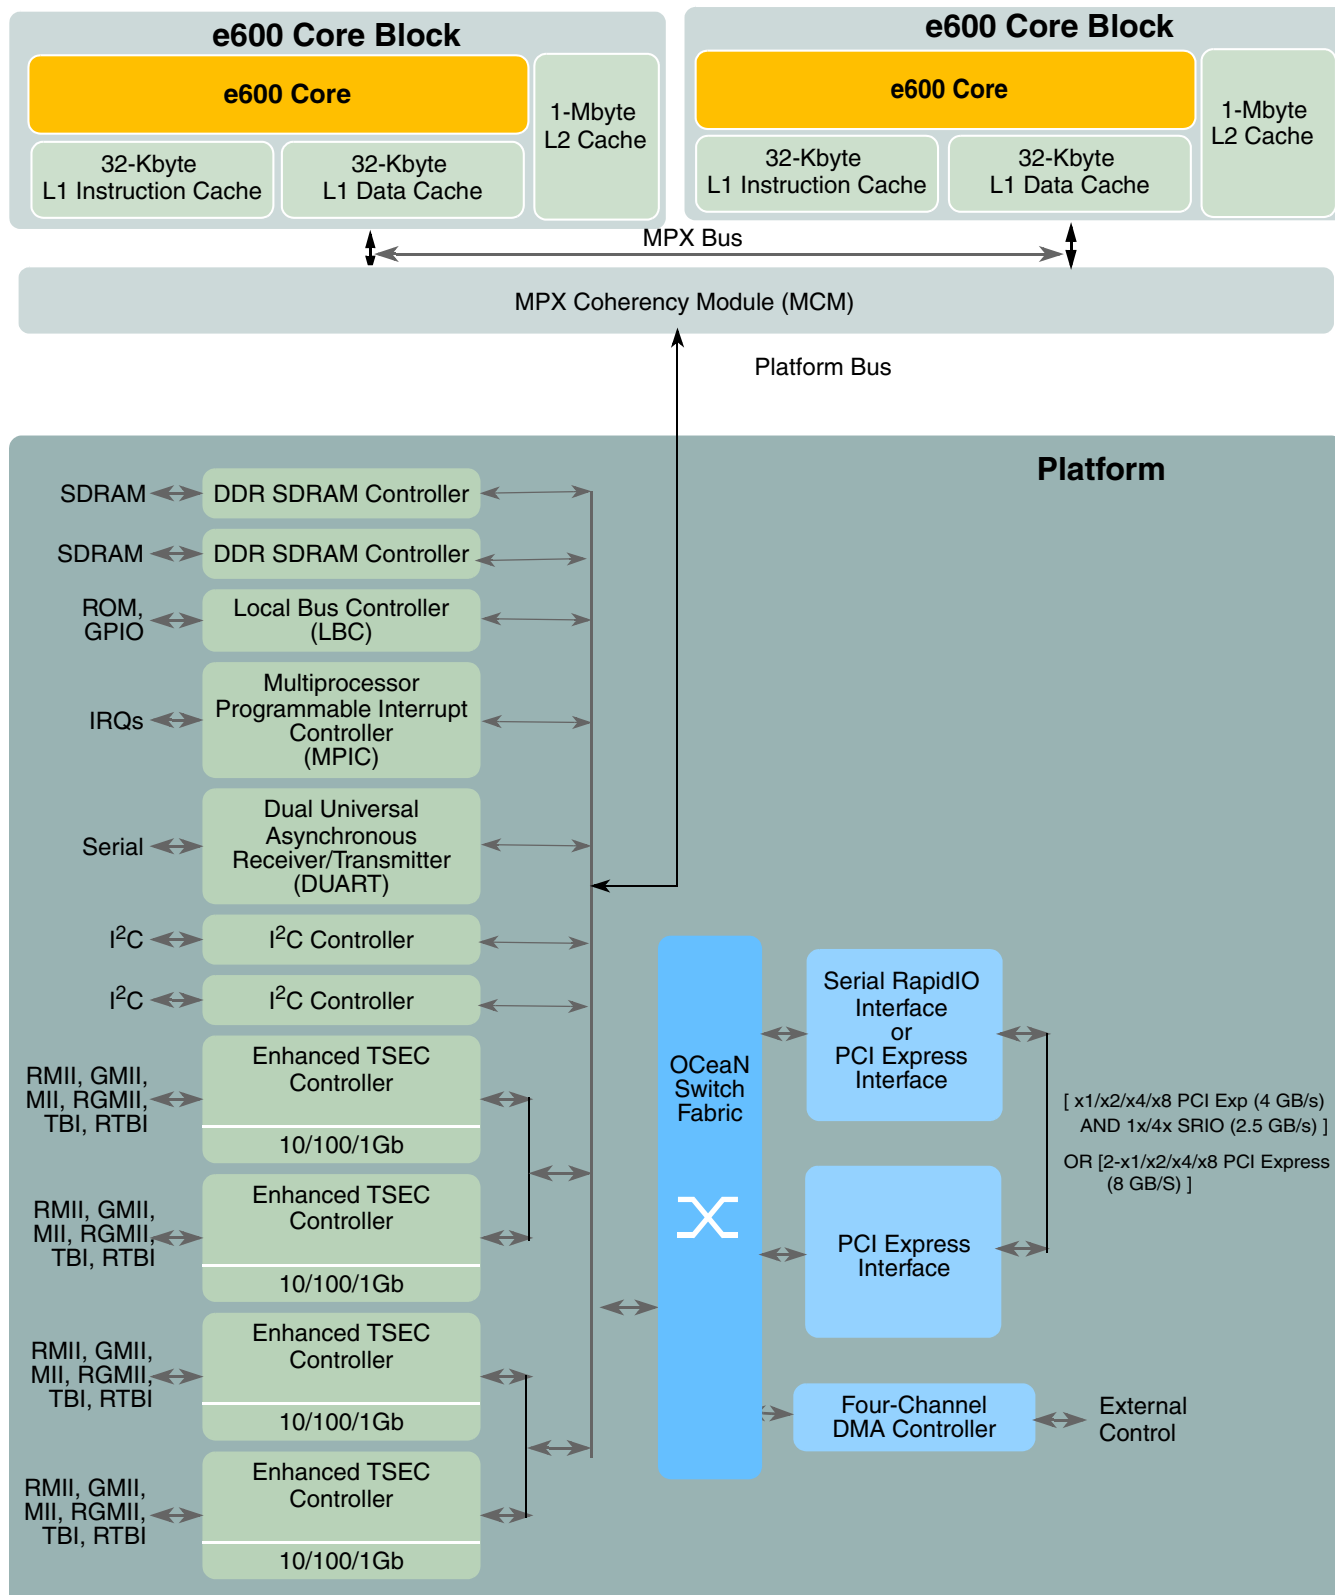 e600 Core Block
e600 Core
1-Mbyte
L2 Cache
32-Kbyte
L1 Instruction Cache
32-Kbyte
L1 Data Cache
e600 Core Block
e600 Core
1-Mbyte
L2 Cache
32-Kbyte
L1 Instruction Cache
32-Kbyte
L1 Data Cache
MPX Bus
MPX Coherency Module (MCM)
Platform Bus
Platform
SDRAM
DDR SDRAM Controller
SDRAM
DDR SDRAM Controller
ROM,
GPIO
Local Bus Controller
(LBC)
IRQs
Multiprocessor
Programmable Interrupt
Controller
(MPIC)
Serial
Dual Universal
Asynchronous
Receiver/Transmitter
(DUART)
I²C
I²C Controller
I²C
I²C Controller
RMII, GMII,
MII, RGMII,
TBI, RTBI
Enhanced TSEC
Controller
10/100/1Gb
RMII, GMII,
MII, RGMII,
TBI, RTBI
Enhanced TSEC
Controller
10/100/1Gb
RMII, GMII,
MII, RGMII,
TBI, RTBI
Enhanced TSEC
Controller
10/100/1Gb
RMII, GMII,
MII, RGMII,
TBI, RTBI
Enhanced TSEC
Controller
10/100/1Gb
OCeaN
Switch
Fabric
Serial RapidIO
Interface
or
PCI Express
Interface
PCI Express
Interface
[ x1/x2/x4/x8 PCI Exp (4 GB/s)
AND 1x/4x SRIO (2.5 GB/s) ]
OR [2-x1/x2/x4/x8 PCI Express
(8 GB/S) ]
Four-Channel
DMA Controller
External
Control